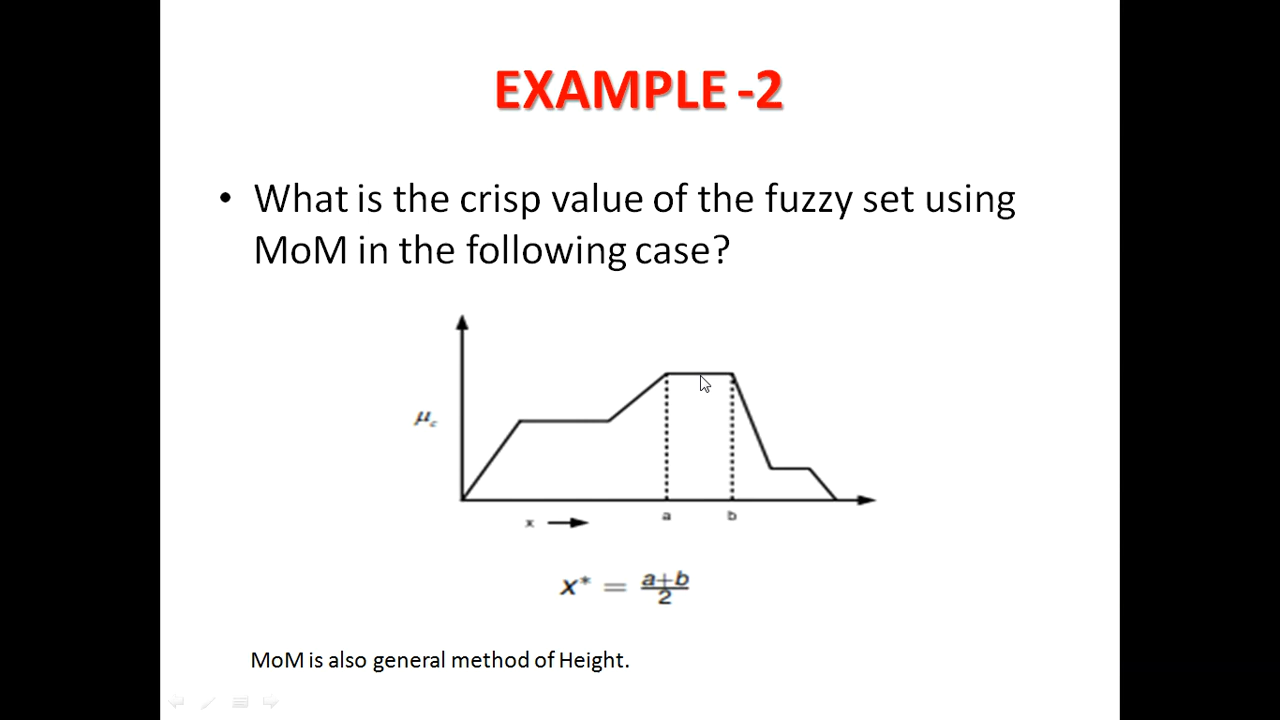 EXAMPLE -2
• What is the crisp value of the fuzzy set using
MoM in the following case?
μc
x
a
b
x* = a+b/2
MoM is also general method of Height.